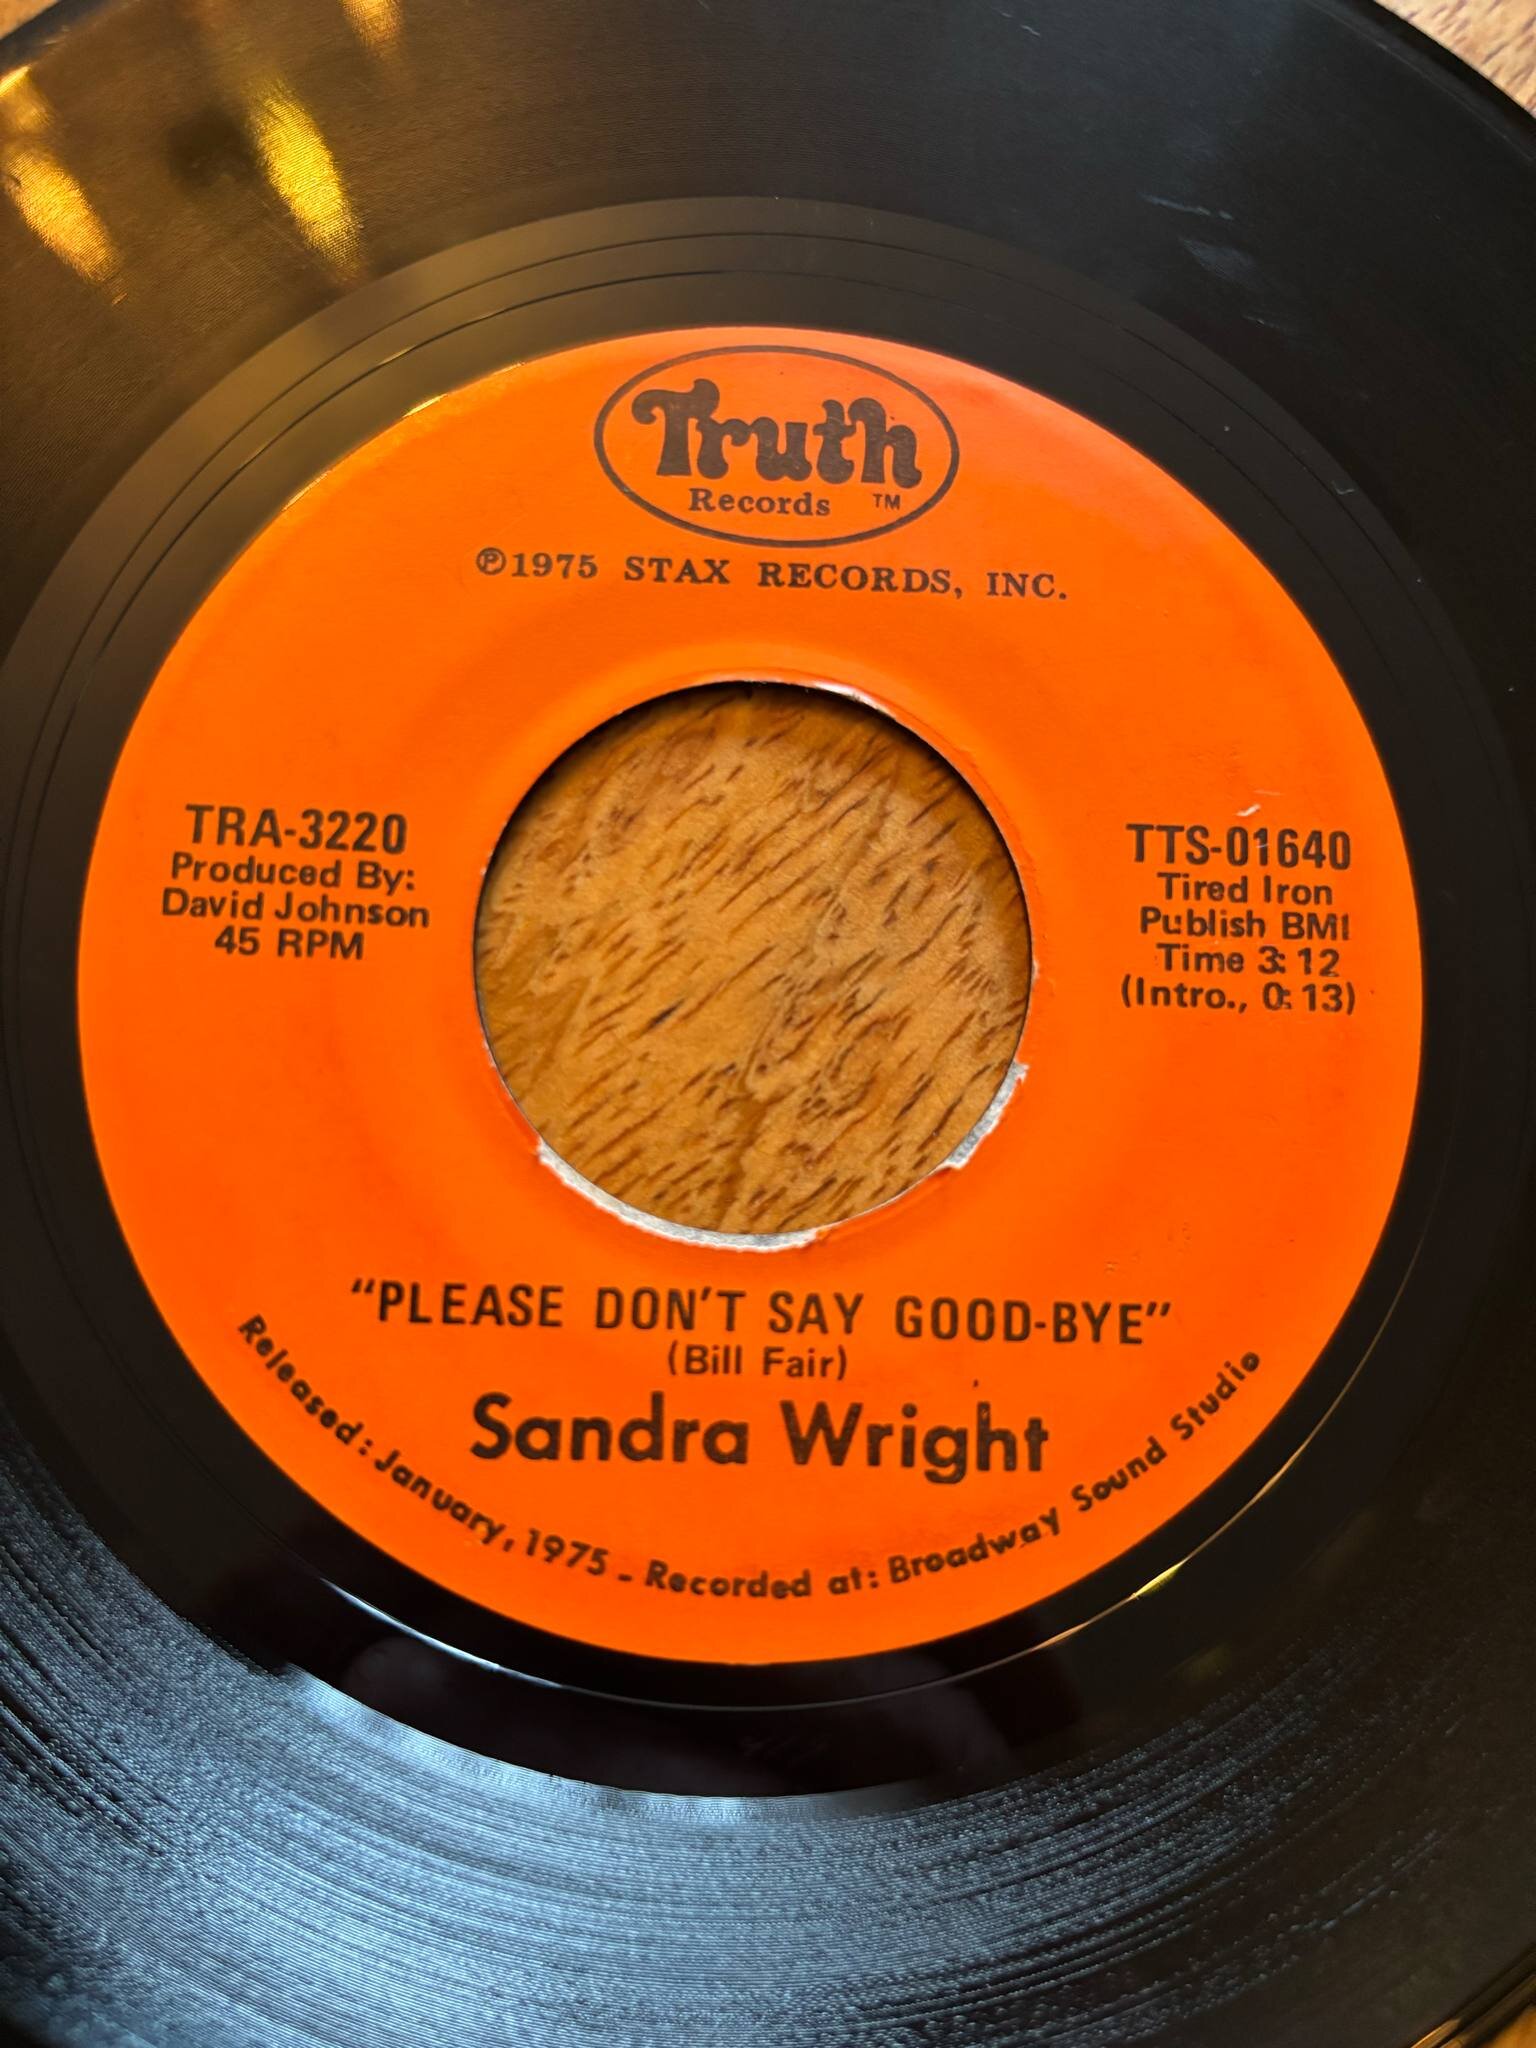 Truth
Records TM
℗1975 STAX RECORDS, INC.
TRA-3220
Produced By:
David Johnson
45 RPM
TTS-01640
Tired Iron
Publish BMI
Time 3:12
(Intro., 0:13)
"PLEASE DON'T SAY GOOD-BYE"
(Bill Fair)
Sandra Wright
Released: January, 1975 - Recorded at: Broadway Sound Studio